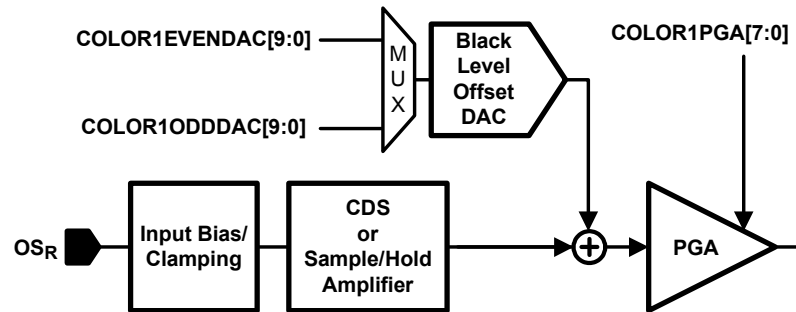 COLOR1EVENDAC[9:0]
COLOR1ODDDAC[9:0]
M
U
X
Black
Level
Offset
DAC
COLOR1PGA[7:0]
OSR
Input Bias/
Clamping
CDS
or
Sample/Hold
Amplifier
+
PGA